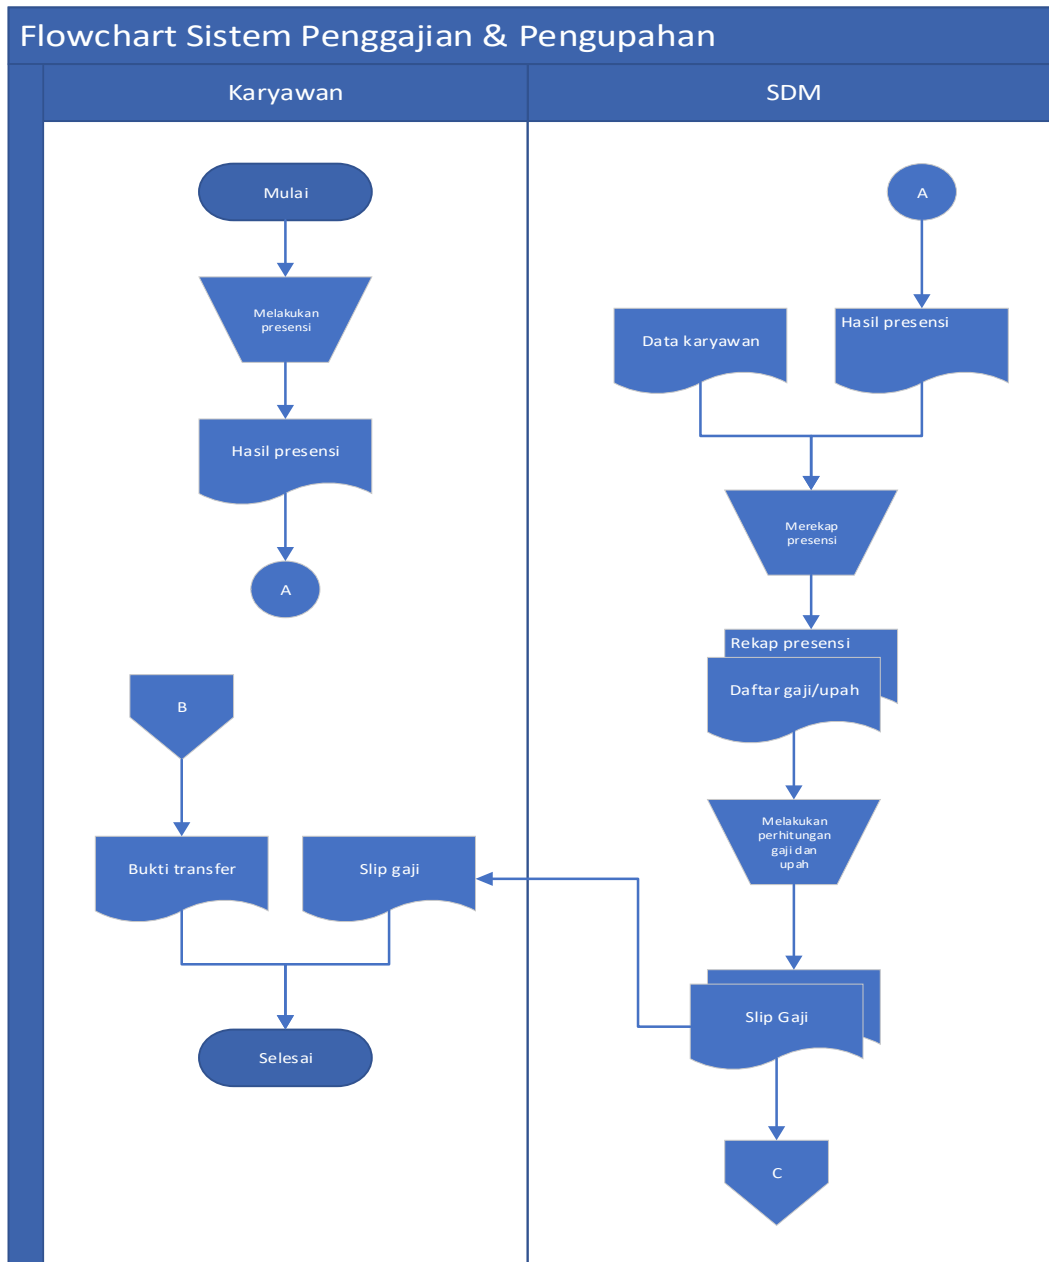 Flowchart Sistem Penggajian & Pengupahan
Karyawan
SDM
Mulai
Melakukan
presensi
Hasil presensi
A
B
Bukti transfer
Slip gaji
Selesai
A
Data karyawan
Hasil presensi
Merekap
presensi
Rekap presensi
Daftar gaji/upah
Melakukan
perhitungan
gaji dan
upah
Slip Gaji
C